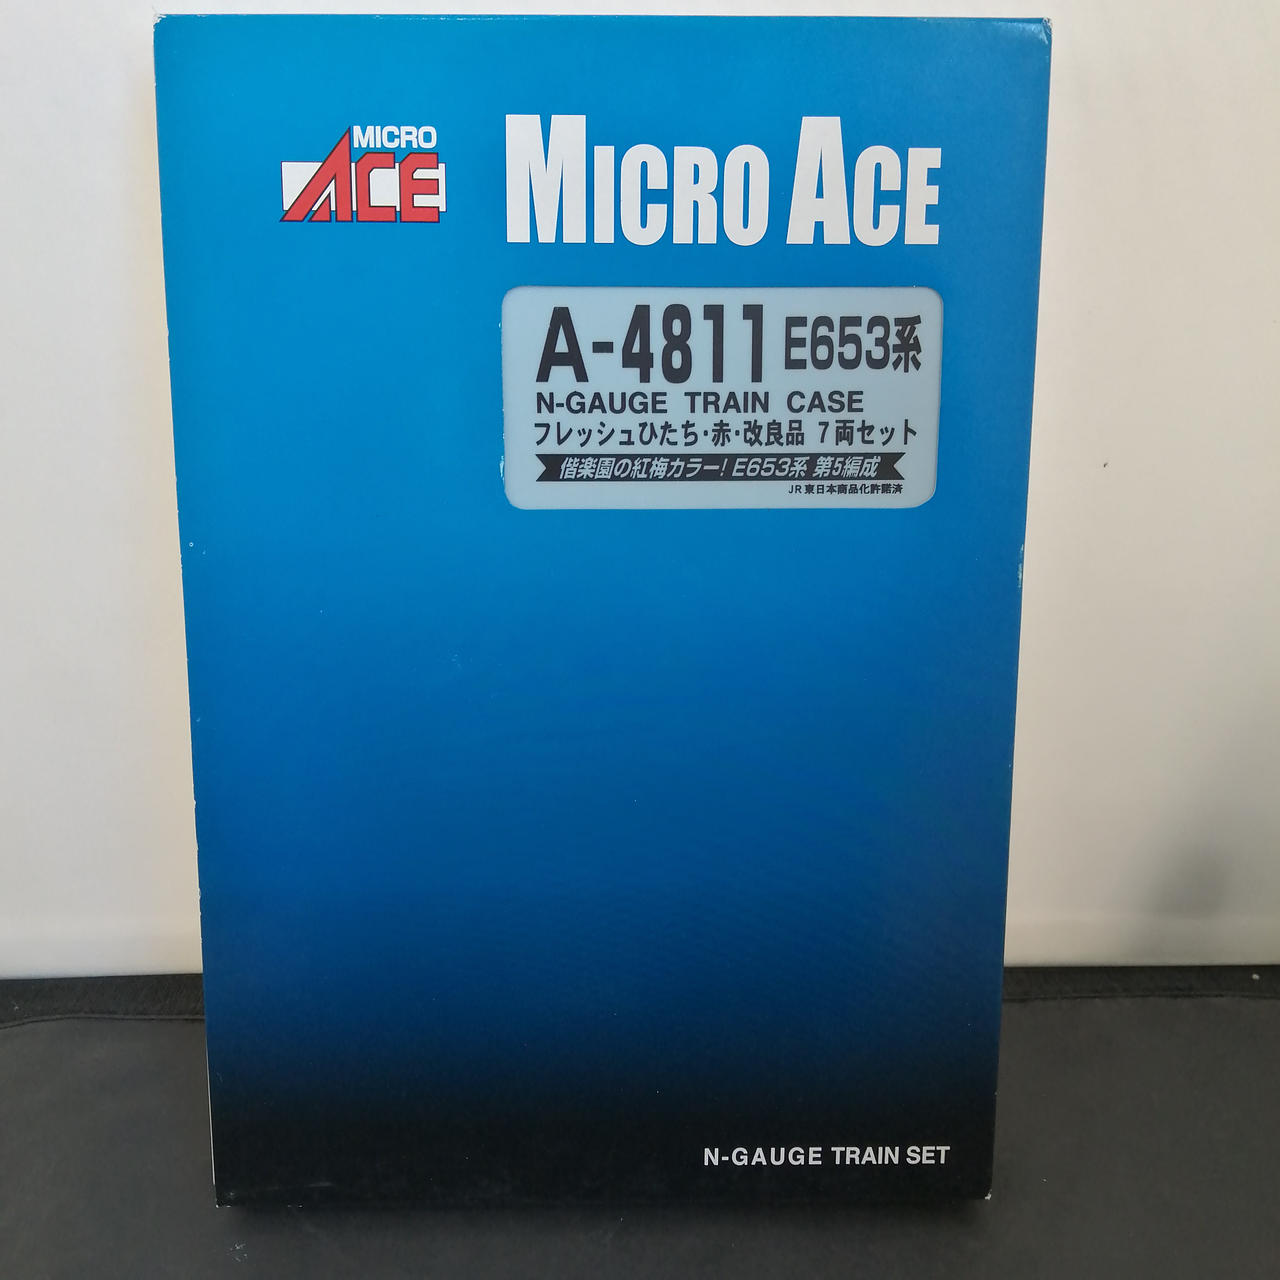 MICRO
ACE
MICRO ACE
A-4811 E653系
N-GAUGE TRAIN CASE
フレッシュひたち・赤・改良品 7両セット
偕楽園の紅梅カラー! E653系 第5編成
JR東日本商品化許諾済
N-GAUGE TRAIN SET